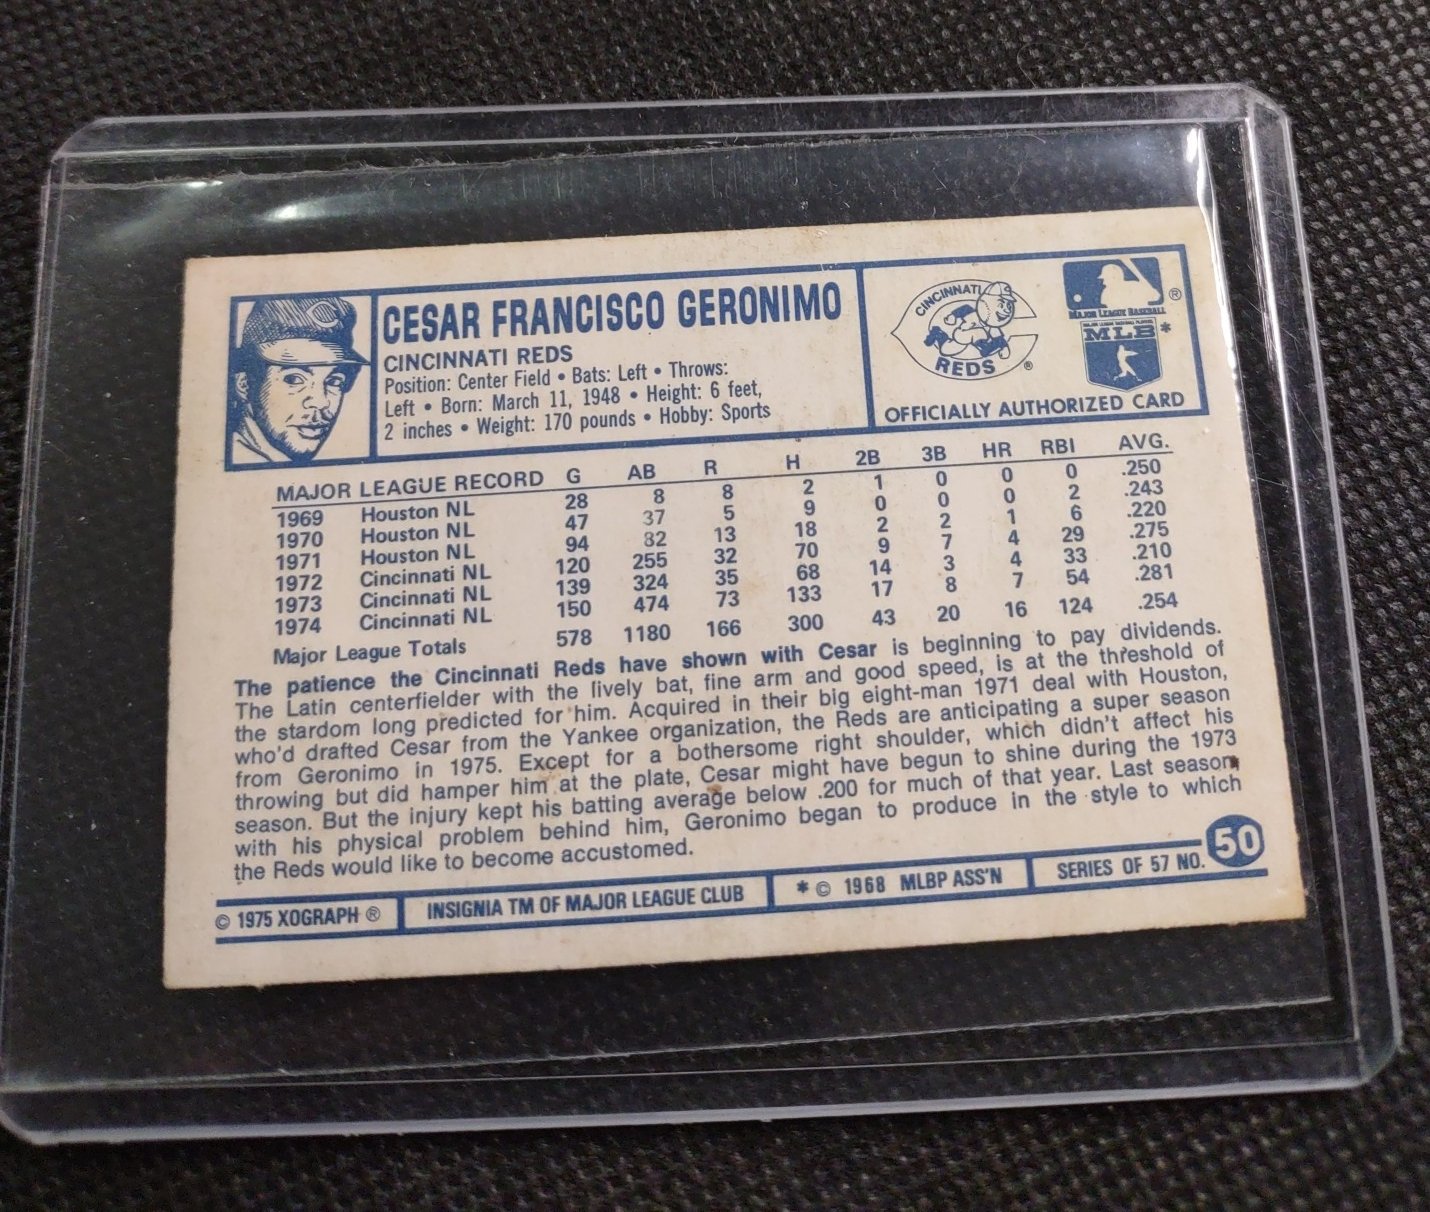 CESAR FRANCISCO GERONIMO
CINCINNATI REDS
Position: Center Field • Bats: Left • Throws:
Left • Born: March 11, 1948 • Height: 6 feet,
2 inches • Weight: 170 pounds • Hobby: Sports
CINCINNATI
REDS ®
®
MAJOR LEAGUE BASEBALL
MAJOR LEAGUE BASEBALL PLAYERS
MLB *
OFFICIALLY AUTHORIZED CARD
MAJOR LEAGUE RECORD G AB R H 2B 3B HR RBI AVG.
1969 Houston NL 28 8 8 2 1 0 0 0 .250
1970 Houston NL 47 37 5 9 0 0 0 2 .243
1971 Houston NL 94 82 13 18 2 2 1 6 .220
1972 Cincinnati NL 120 255 32 70 9 7 4 29 .275
1973 Cincinnati NL 139 324 35 68 14 3 4 33 .210
1974 Cincinnati NL 150 474 73 133 17 8 7 54 .281
Major League Totals 578 1180 166 300 43 20 16 124 .254
The patience the Cincinnati Reds have shown with Cesar is beginning to pay dividends.
The Latin centerfielder with the lively bat, fine arm and good speed, is at the threshold of
the stardom long predicted for him. Acquired in their big eight-man 1971 deal with Houston,
who'd drafted Cesar from the Yankee organization, the Reds are anticipating a super season
from Geronimo in 1975. Except for a bothersome right shoulder, which didn't affect his
throwing but did hamper him at the plate, Cesar might have begun to shine during the 1973
season. But the injury kept his batting average below .200 for much of that year. Last season,
with his physical problem behind him, Geronimo began to produce in the style to which
the Reds would like to become accustomed.
© 1975 XOGRAPH ® INSIGNIA TM OF MAJOR LEAGUE CLUB * © 1968 MLBP ASS'N SERIES OF 57 NO. 50